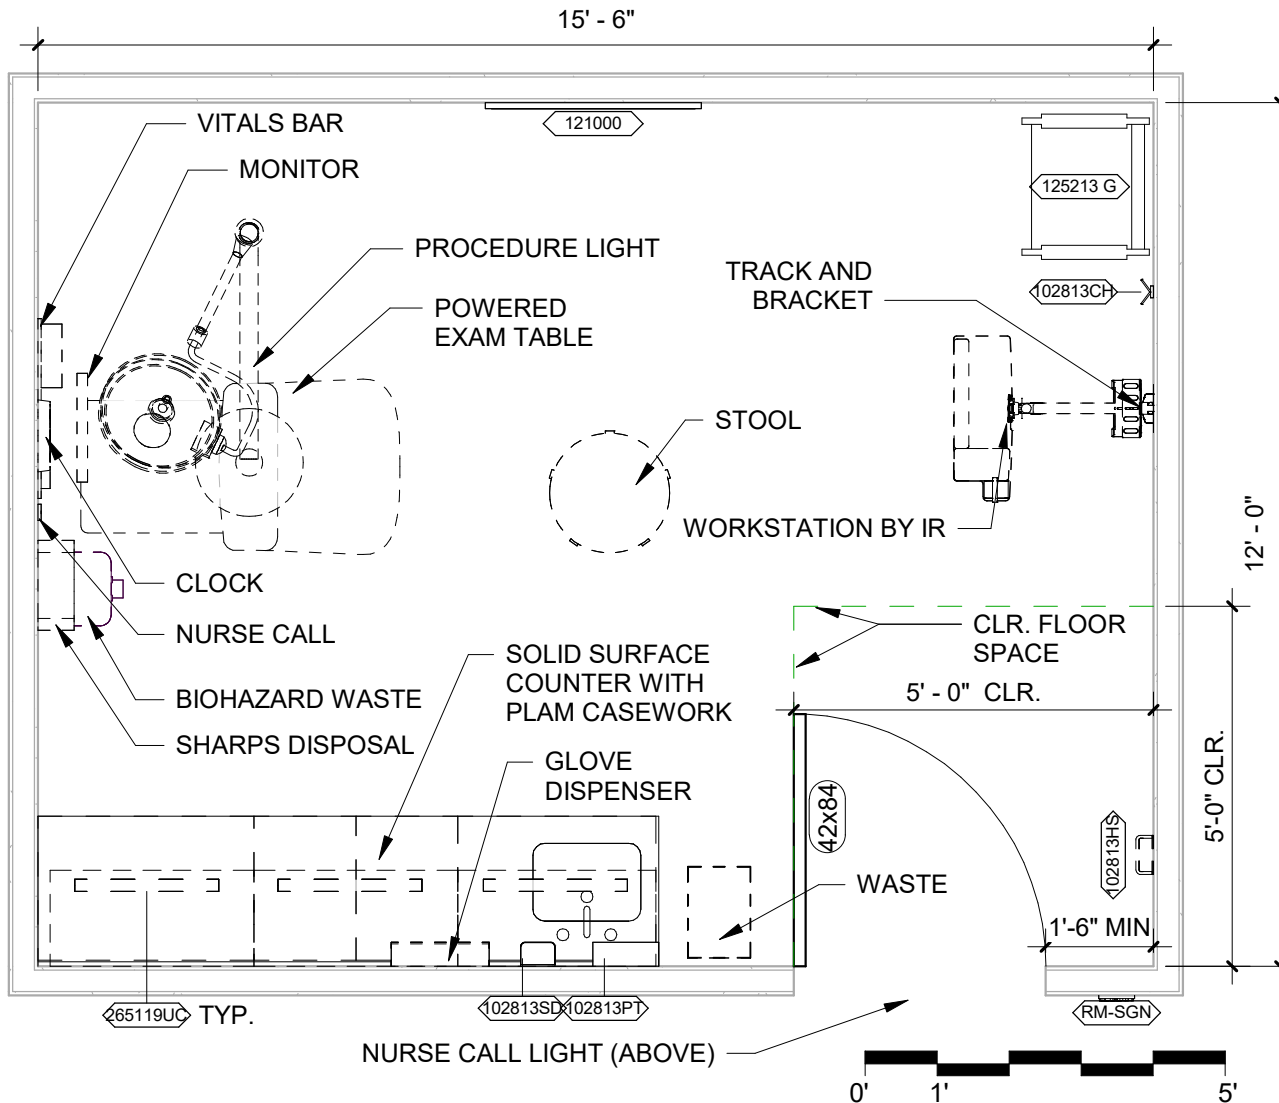 15' - 6"
121000
VITALS BAR
MONITOR
125213 G
PROCEDURE LIGHT
TRACK AND
BRACKET
102813CH
POWERED
EXAM TABLE
STOOL
WORKSTATION BY IR
12' - 0"
CLOCK
NURSE CALL
BIOHAZARD WASTE
SHARPS DISPOSAL
SOLID SURFACE
COUNTER WITH
PLAM CASEWORK
CLR. FLOOR
SPACE
5' - 0" CLR.
5'-0" CLR.
GLOVE
DISPENSER
42x84
102813HS
WASTE
1'-6" MIN
265119UC TYP.
102813SD
102813PT
RM-SGN
NURSE CALL LIGHT (ABOVE)
0' 1' 5'